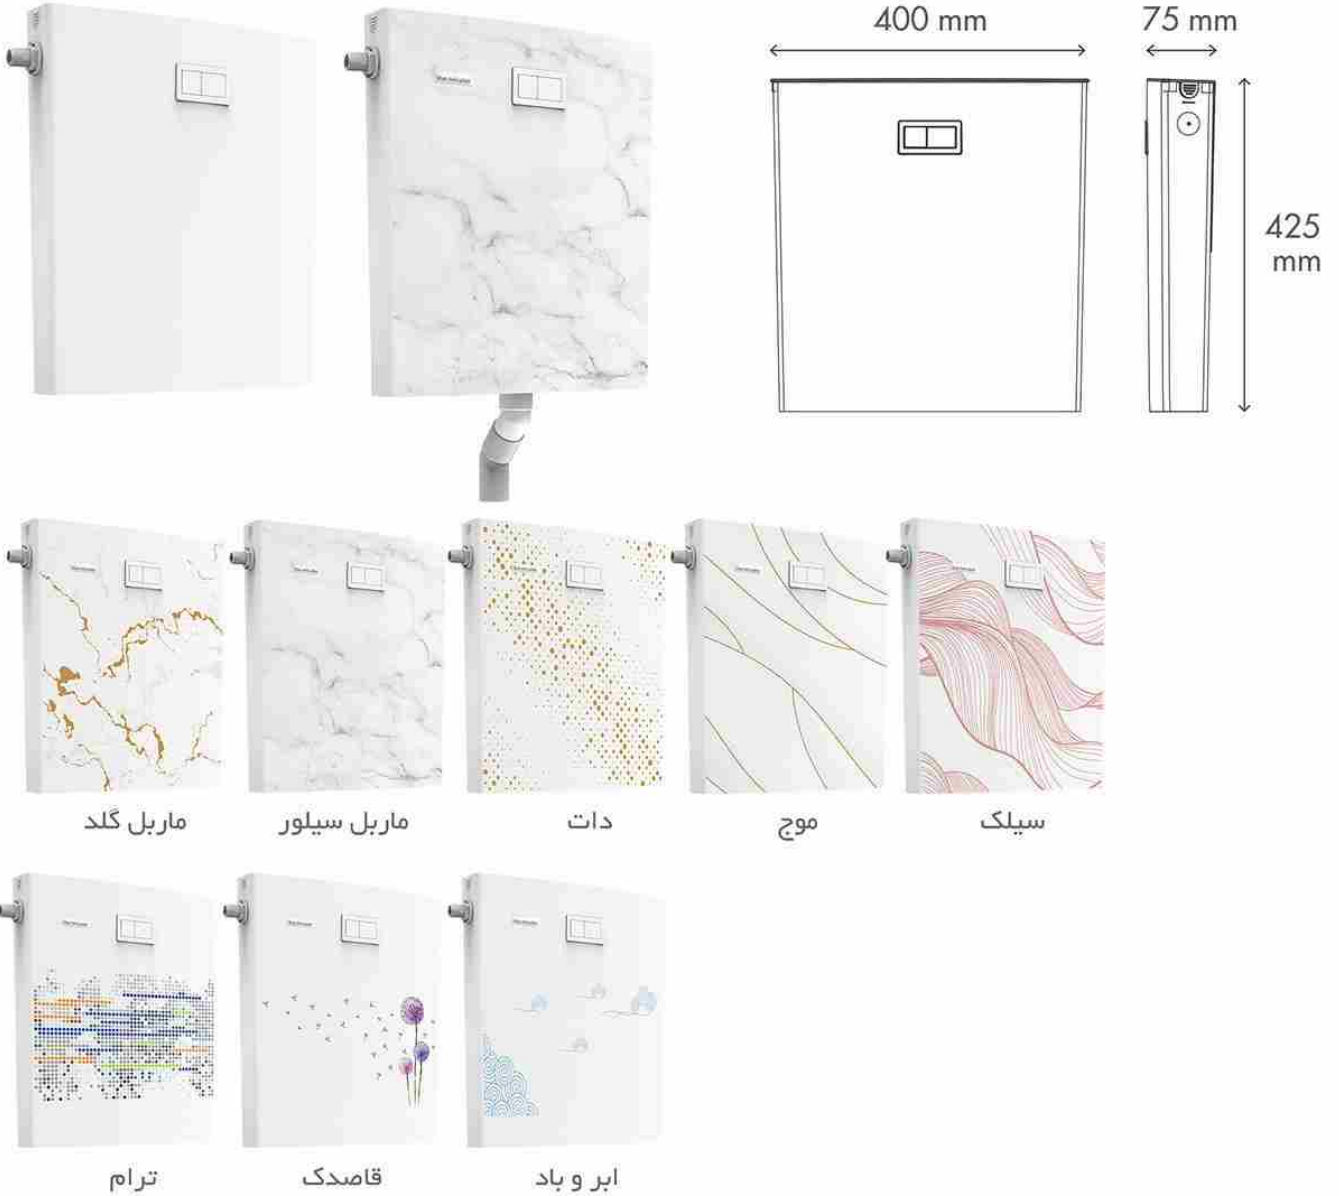 400 mm
75 mm
425
mm
ماربل گلد
ماربل سیلور
دات
موج
سیلک
ترام
قاصدک
ابر و باد